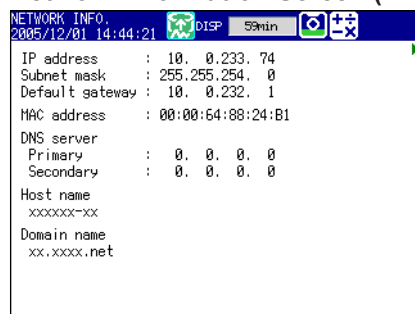 NETWORK INFO.
2005/12/01 14:44:21 DISP 59min
IP address : 10. 0.233. 74
Subnet mask : 255.255.254. 0
Default gateway : 10. 0.232. 1
MAC address : 00:00:64:88:24:B1
DNS server
Primary : 0. 0. 0. 0
Secondary : 0. 0. 0. 0
Host name
xxxxxx-xx
Domain name
xx.xxxx.net